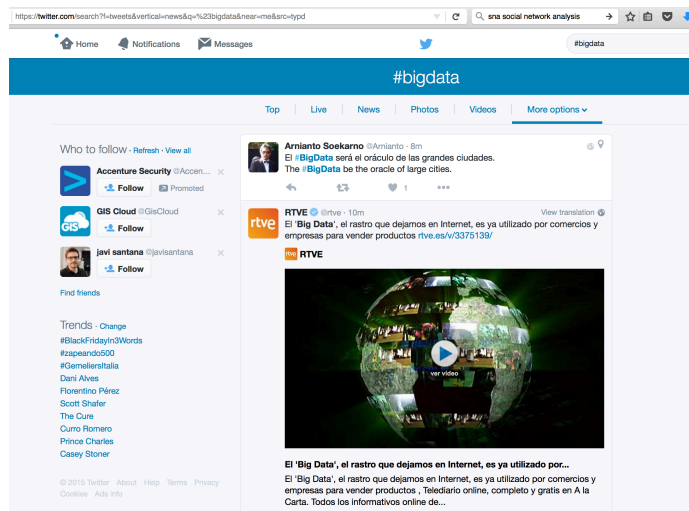 https://twitter.com/search?f=tweets&vertical=news&q=%23bigdata&near=me&src=typd
sna social network analysis
Home
Notifications
Messages
#bigdata
#bigdata
Top
Live
News
Photos
Videos
More options
Who to follow · Refresh · View all
Accenture Security @Accen...
Follow
Promoted
GIS Cloud @GisCloud
GIS
Follow
javi santana @javisantana
Follow
Find friends
Trends · Change
#BlackFridayIn3Words
#zapeando500
#GemeliersItalia
Dani Alves
Florentino Pérez
Scott Shafer
The Cure
Curro Romero
Prince Charles
Casey Stoner
© 2015 Twitter About Help Terms Privacy
Cookies Ads info
Arnianto Soekarno @Arnianto · 8m
El #BigData será el oráculo de las grandes ciudades.
The #BigData be the oracle of large cities.
1
rtve
RTVE @rtve · 10m
View translation
El 'Big Data', el rastro que dejamos en Internet, es ya utilizado por comercios y
empresas para vender productos rtve.es/v/3375139/
rtve RTVE
ver video
El 'Big Data', el rastro que dejamos en Internet, es ya utilizado por...
El 'Big Data', el rastro que dejamos en Internet, es ya utilizado por comercios y
empresas para vender productos , Telediario online, completo y gratis en A la
Carta. Todos los informativos online de...